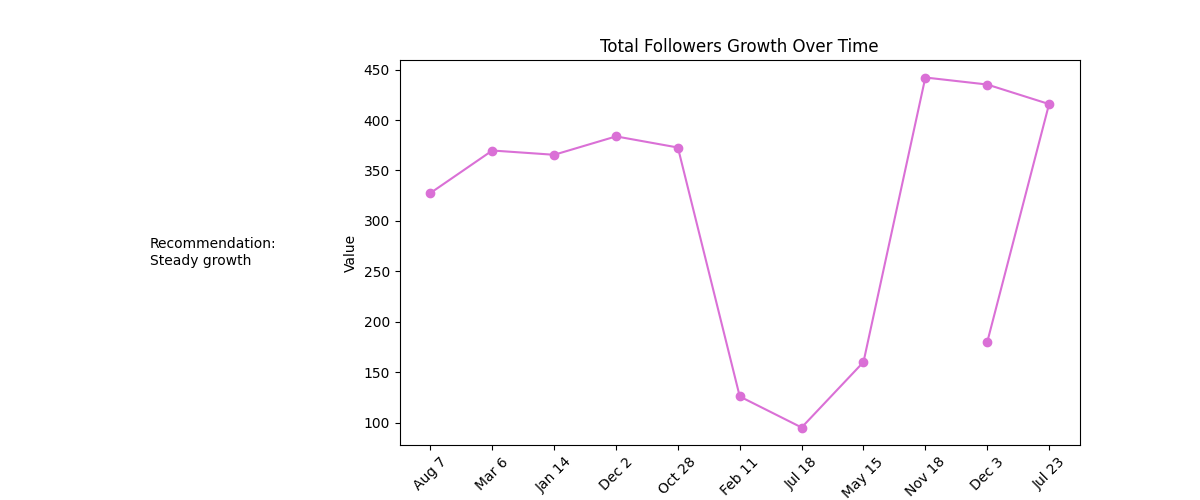 Total Followers Growth Over Time
Recommendation:
Steady growth
Value
450
400
350
300
250
200
150
100
Aug 7
Mar 6
Jan 14
Dec 2
Oct 28
Feb 11
Jul 18
May 15
Nov 18
Dec 3
Jul 23